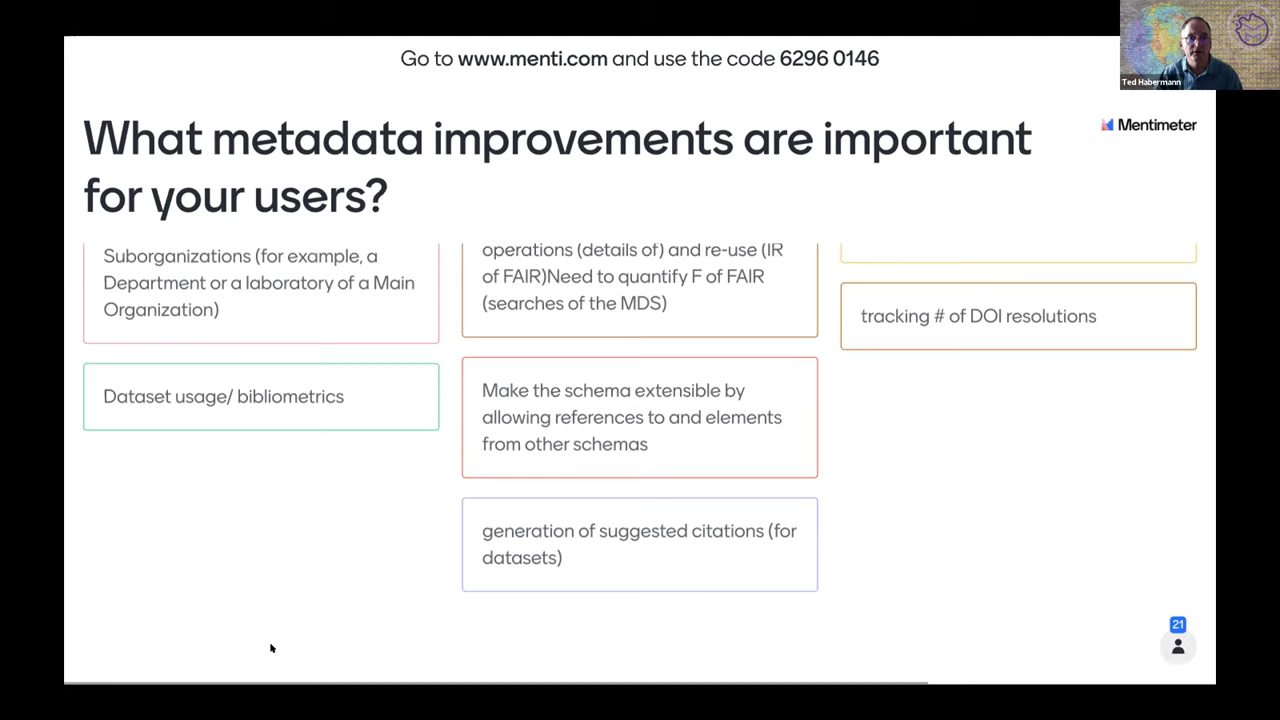 Go to www.menti.com and use the code 6296 0146
Ted Habermann
What metadata improvements are important
for your users?
Mentimeter
Suborganizations (for example, a
Department or a laboratory of a Main
Organization)
Dataset usage/ bibliometrics
operations (details of) and re-use (IR
of FAIR)Need to quantify F of FAIR
(searches of the MDS)
Make the schema extensible by
allowing references to and elements
from other schemas
generation of suggested citations (for
datasets)
tracking # of DOI resolutions
21